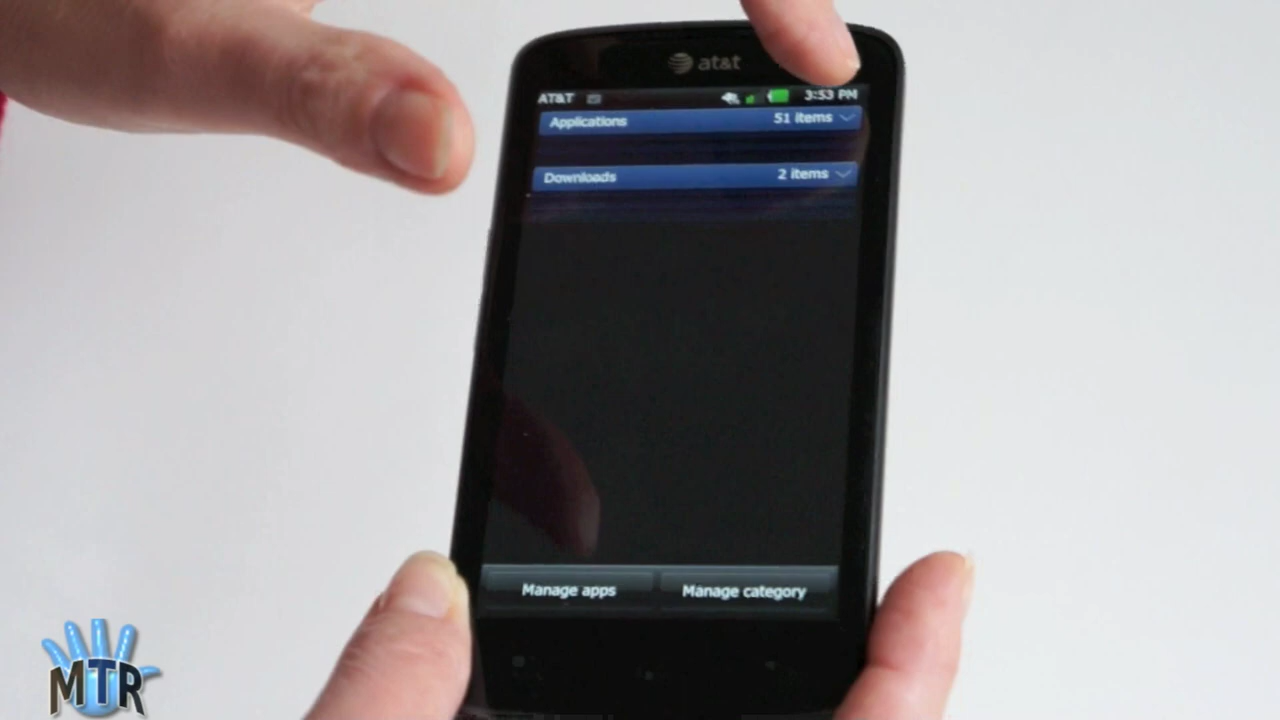 at&t
AT&T 3:53 PM
Applications 51 items
Downloads 2 items
Manage apps Manage category
MTR